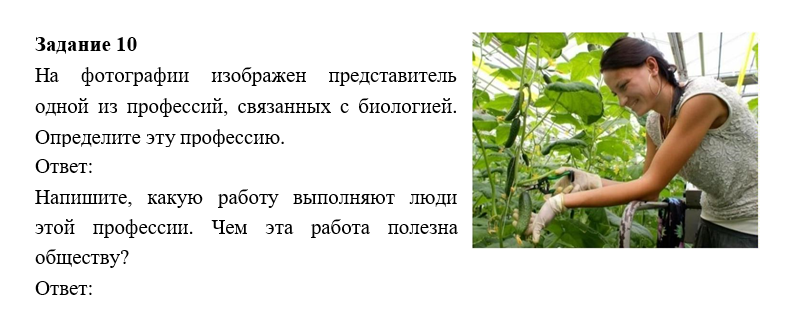 Задание 10
На фотографии изображен представитель
одной из профессий, связанных с биологией.
Определите эту профессию.
Ответ:
Напишите, какую работу выполняют люди
этой профессии. Чем эта работа полезна
обществу?
Ответ: